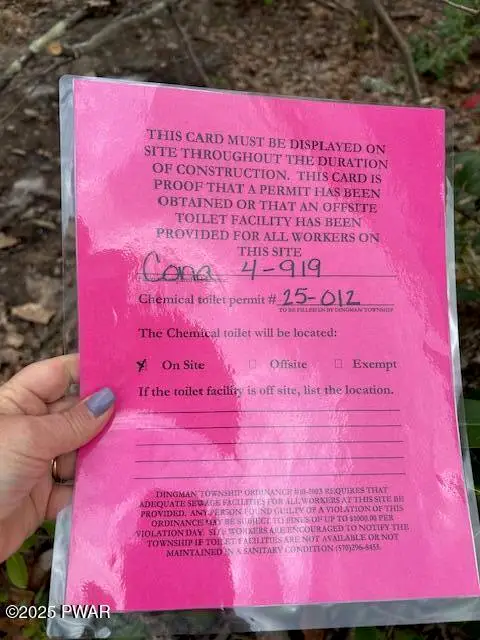 THIS CARD MUST BE DISPLAYED ON
SITE THROUGHOUT THE DURATION
OF CONSTRUCTION. THIS CARD IS
PROOF THAT A PERMIT HAS BEEN
OBTAINED OR THAT AN OFFSITE
TOILET FACILITY HAS BEEN
PROVIDED FOR ALL WORKERS ON
THIS SITE
Cona 4-919
Chemical toilet permit # 25-012
TO BE FILLED IN BY DINGMAN TOWNSHIP
The Chemical toilet will be located:
On Site Offsite Exempt
If the toilet facility is off site, list the location.
DINGMAN TOWNSHIP ORDINANCE #10-2003 REQUIRES THAT
ADEQUATE SEWAGE FACILITIES FOR ALL WORKERS AT THIS SITE BE
PROVIDED. ANY PERSON FOUND GUILTY OF A VIOLATION OF THIS
ORDINANCE MAY BE SUBJECT TO FINES OF UP TO $1000.00 PER
VIOLATION DAY. SITE WORKERS ARE ENCOURAGED TO NOTIFY THE
TOWNSHIP IF TOILET FACILITIES ARE NOT AVAILABLE OR NOT
MAINTAINED IN A SANITARY CONDITION (570)296-8455.
©2025 PWAR